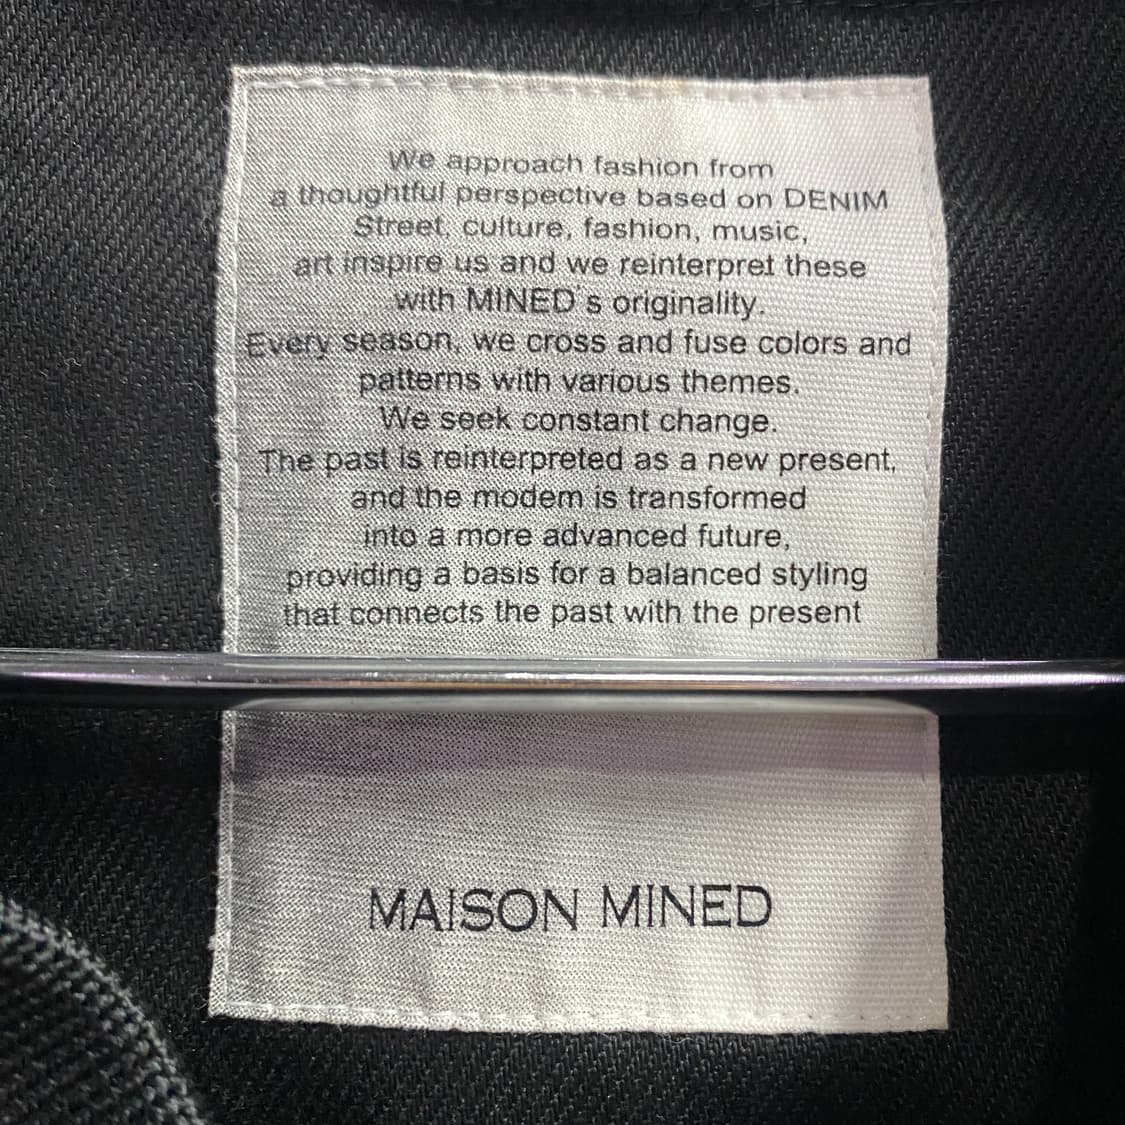 We approach fashion from
a thoughtful perspective based on DENIM
Street, culture, fashion, music,
art inspire us and we reinterpret these
with MINED's originality.
Every season, we cross and fuse colors and
patterns with various themes.
We seek constant change.
The past is reinterpreted as a new present,
and the modem is transformed
into a more advanced future,
providing a basis for a balanced styling
that connects the past with the present
MAISON MINED